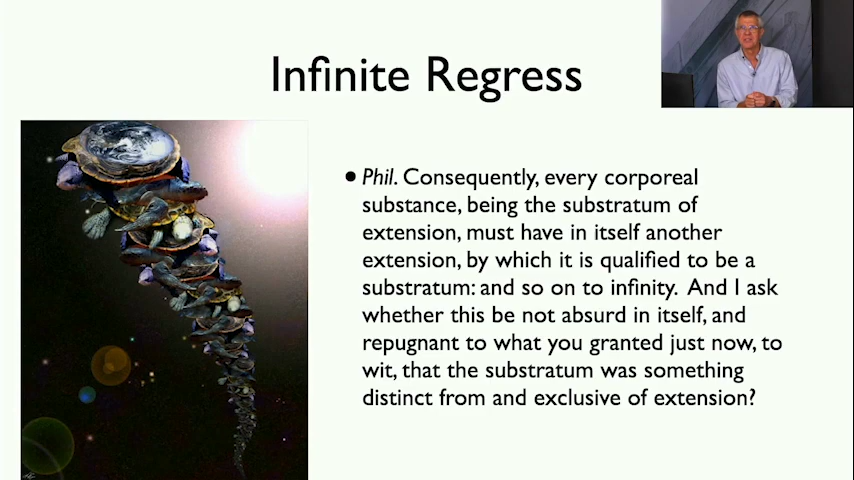 Infinite Regress
• Phil. Consequently, every corporeal
substance, being the substratum of
extension, must have in itself another
extension, by which it is qualified to be a
substratum: and so on to infinity. And I ask
whether this be not absurd in itself, and
repugnant to what you granted just now, to
wit, that the substratum was something
distinct from and exclusive of extension?